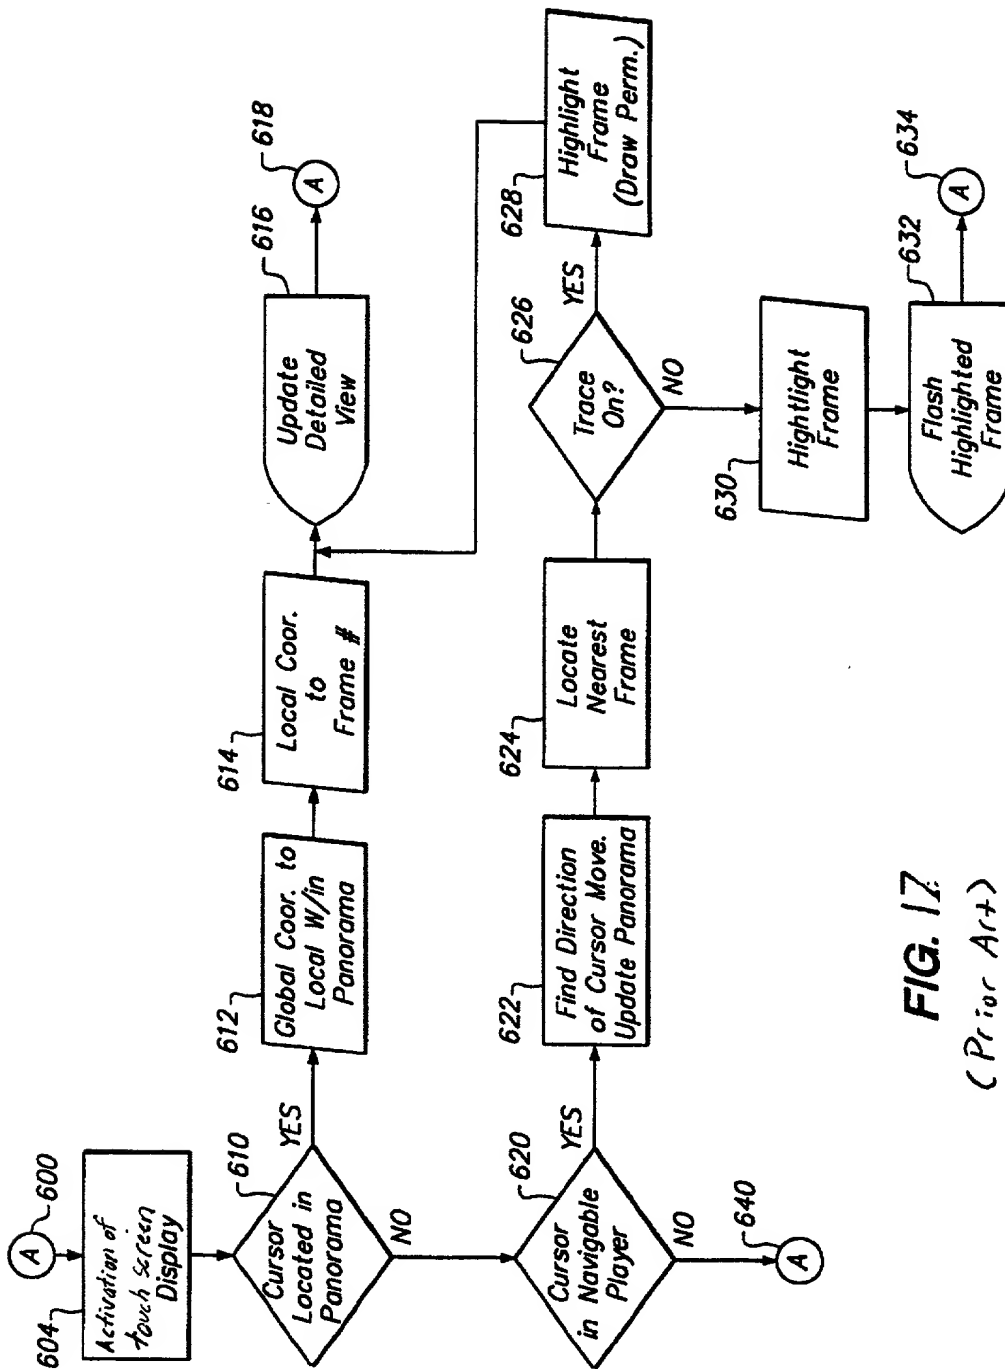 A
600
604
Activation of
touch screen
Display
610
Cursor
Located in
Panorama
YES
NO
612
Global Coor. to
Local W/in
Panorama
614
Local Coor.
to
Frame #
616
Update
Detailed
View
618
A
620
Cursor
in Navigable
Player
YES
NO
640
A
622
Find Direction
of Cursor Move.
Update Panorama
624
Locate
Nearest
Frame
626
Trace
On?
YES
NO
628
Highlight
Frame
(Draw Perm.)
630
Hightlight
Frame
632
Flash
Highlighted
Frame
634
A
FIG. 17.
(Prior Art)